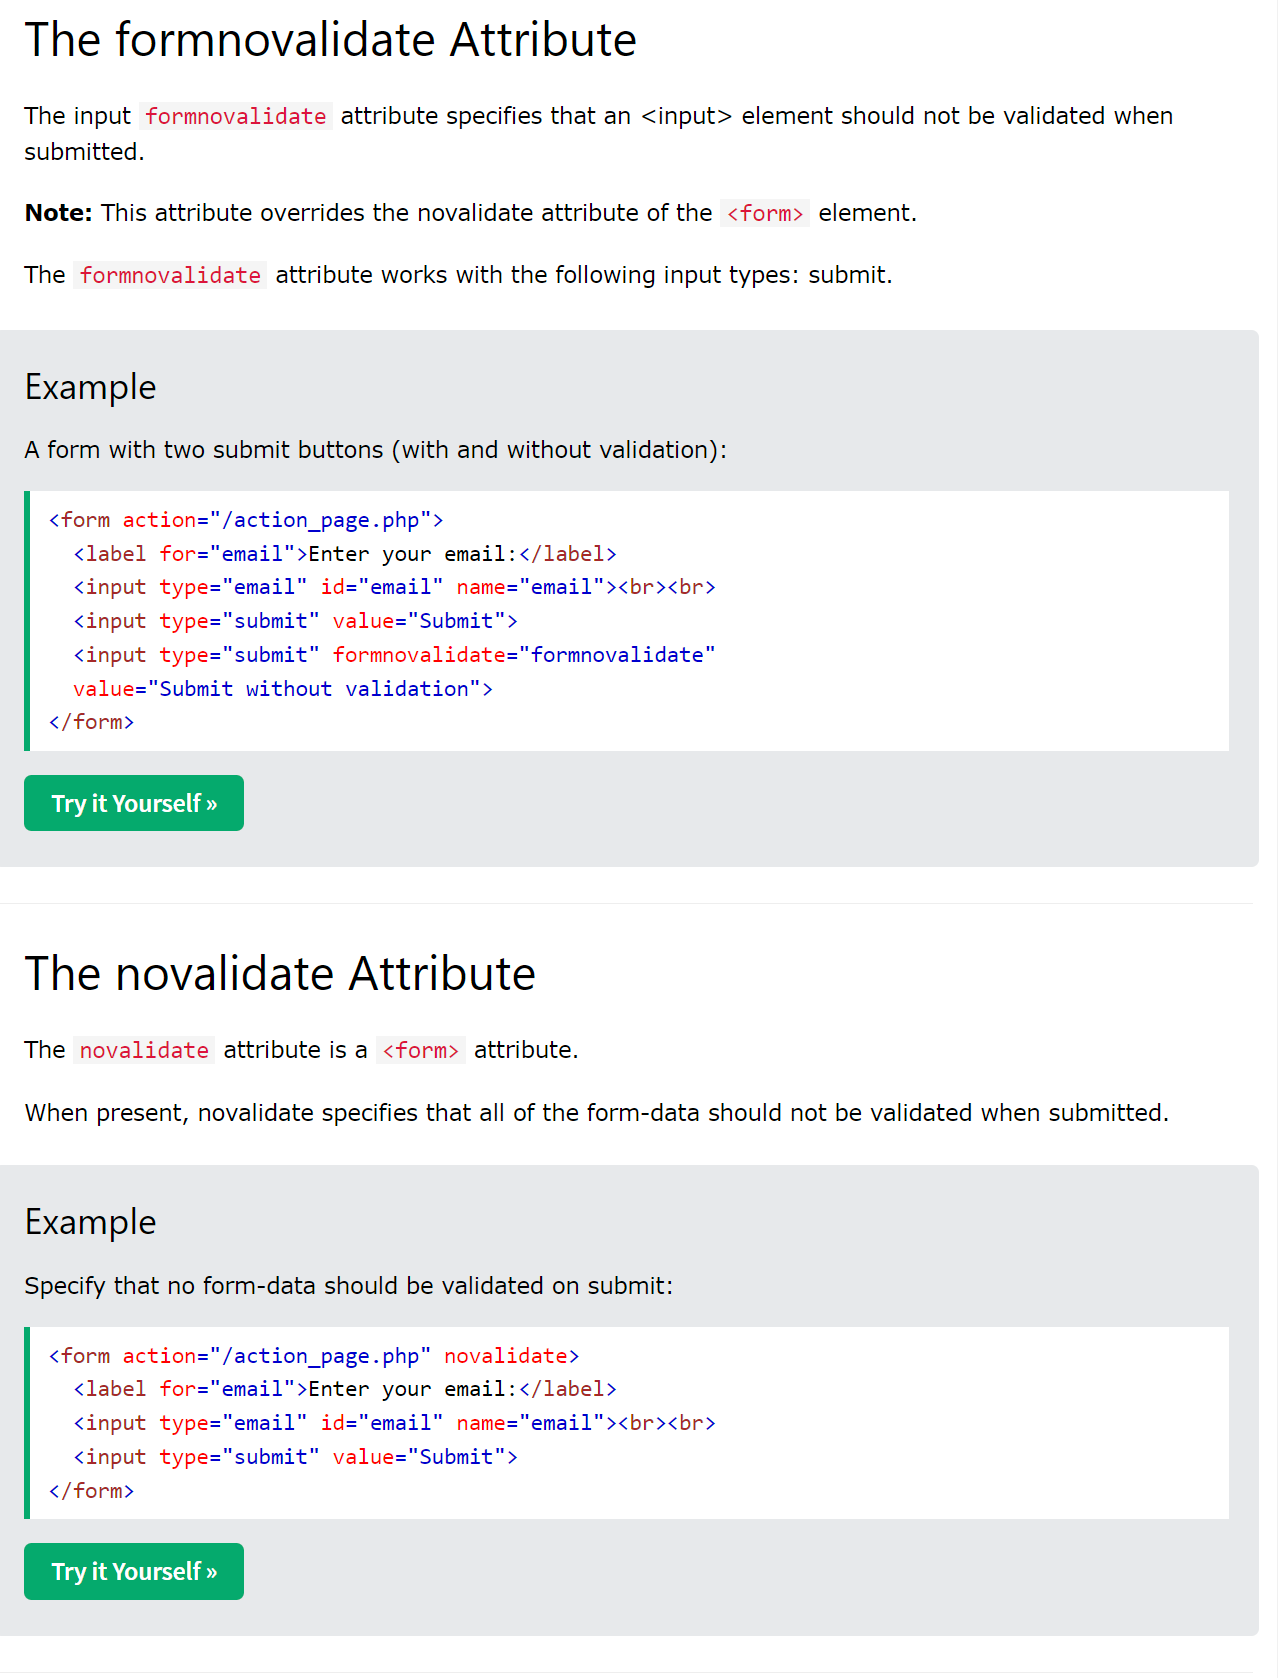 The formnovalidate Attribute
The input formnovalidate attribute specifies that an <input> element should not be validated when
submitted.
Note: This attribute overrides the novalidate attribute of the <form> element.
The formnovalidate attribute works with the following input types: submit.
Example
A form with two submit buttons (with and without validation):
<form action="/action_page.php">
  <label for="email">Enter your email:</label>
  <input type="email" id="email" name="email"><br><br>
  <input type="submit" value="Submit">
  <input type="submit" formnovalidate="formnovalidate"
  value="Submit without validation">
</form>
Try it Yourself »
The novalidate Attribute
The novalidate attribute is a <form> attribute.
When present, novalidate specifies that all of the form-data should not be validated when submitted.
Example
Specify that no form-data should be validated on submit:
<form action="/action_page.php" novalidate>
  <label for="email">Enter your email:</label>
  <input type="email" id="email" name="email"><br><br>
  <input type="submit" value="Submit">
</form>
Try it Yourself »